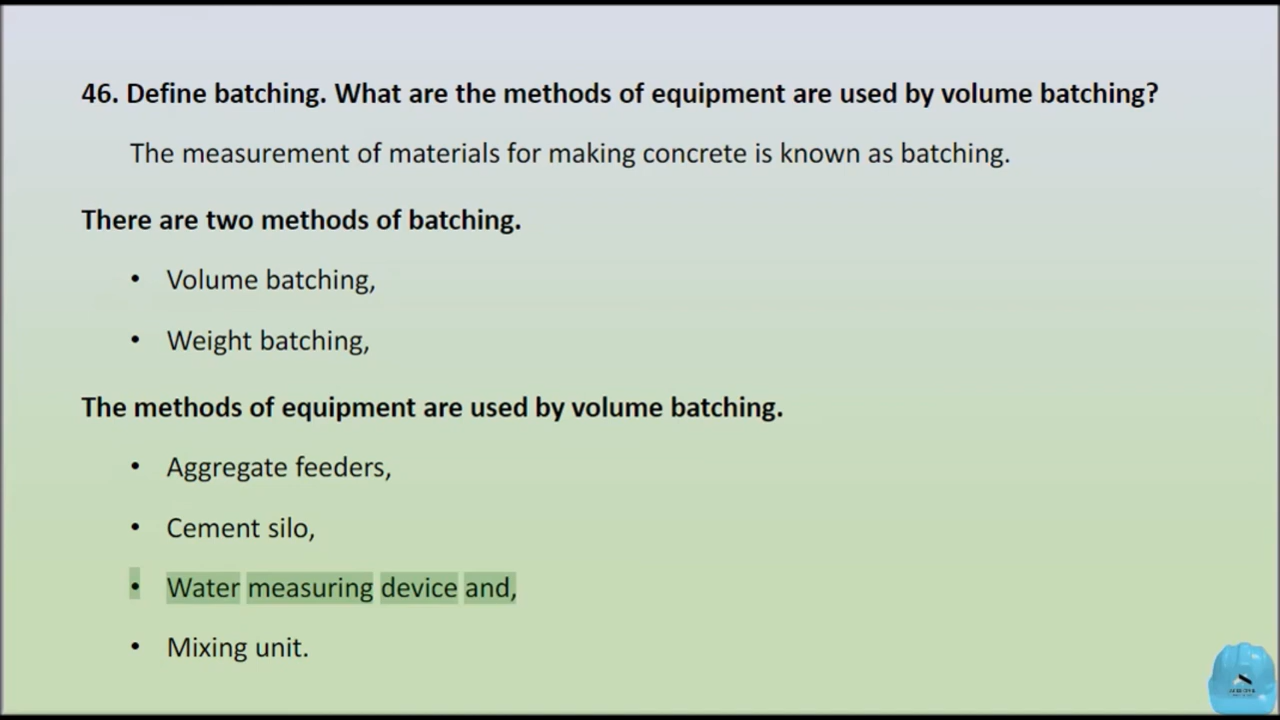 46. Define batching. What are the methods of equipment are used by volume batching?
The measurement of materials for making concrete is known as batching.
There are two methods of batching.
• Volume batching,
• Weight batching,
The methods of equipment are used by volume batching.
• Aggregate feeders,
• Cement silo,
• Water measuring device and,
• Mixing unit.